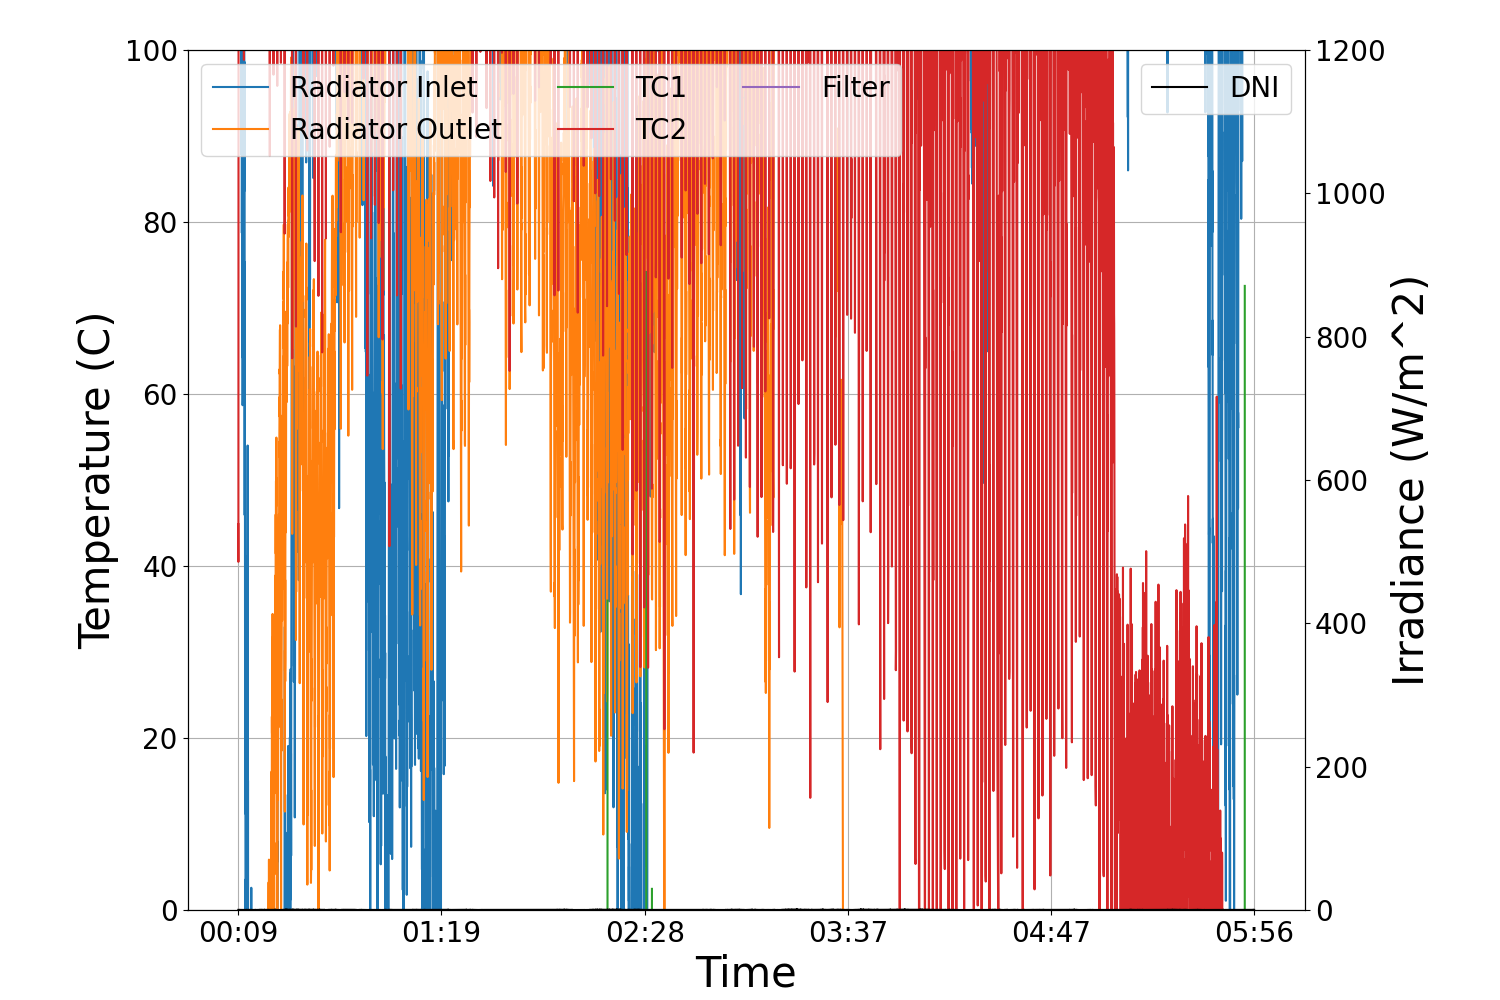 Radiator Inlet
Radiator Outlet
TC1
TC2
Filter
DNI
Temperature (C)
100
80
60
40
20
0
Irradiance (W/m^2)
1200
1000
800
600
400
200
0
00:09 01:19 02:28 03:37 04:47 05:56
Time